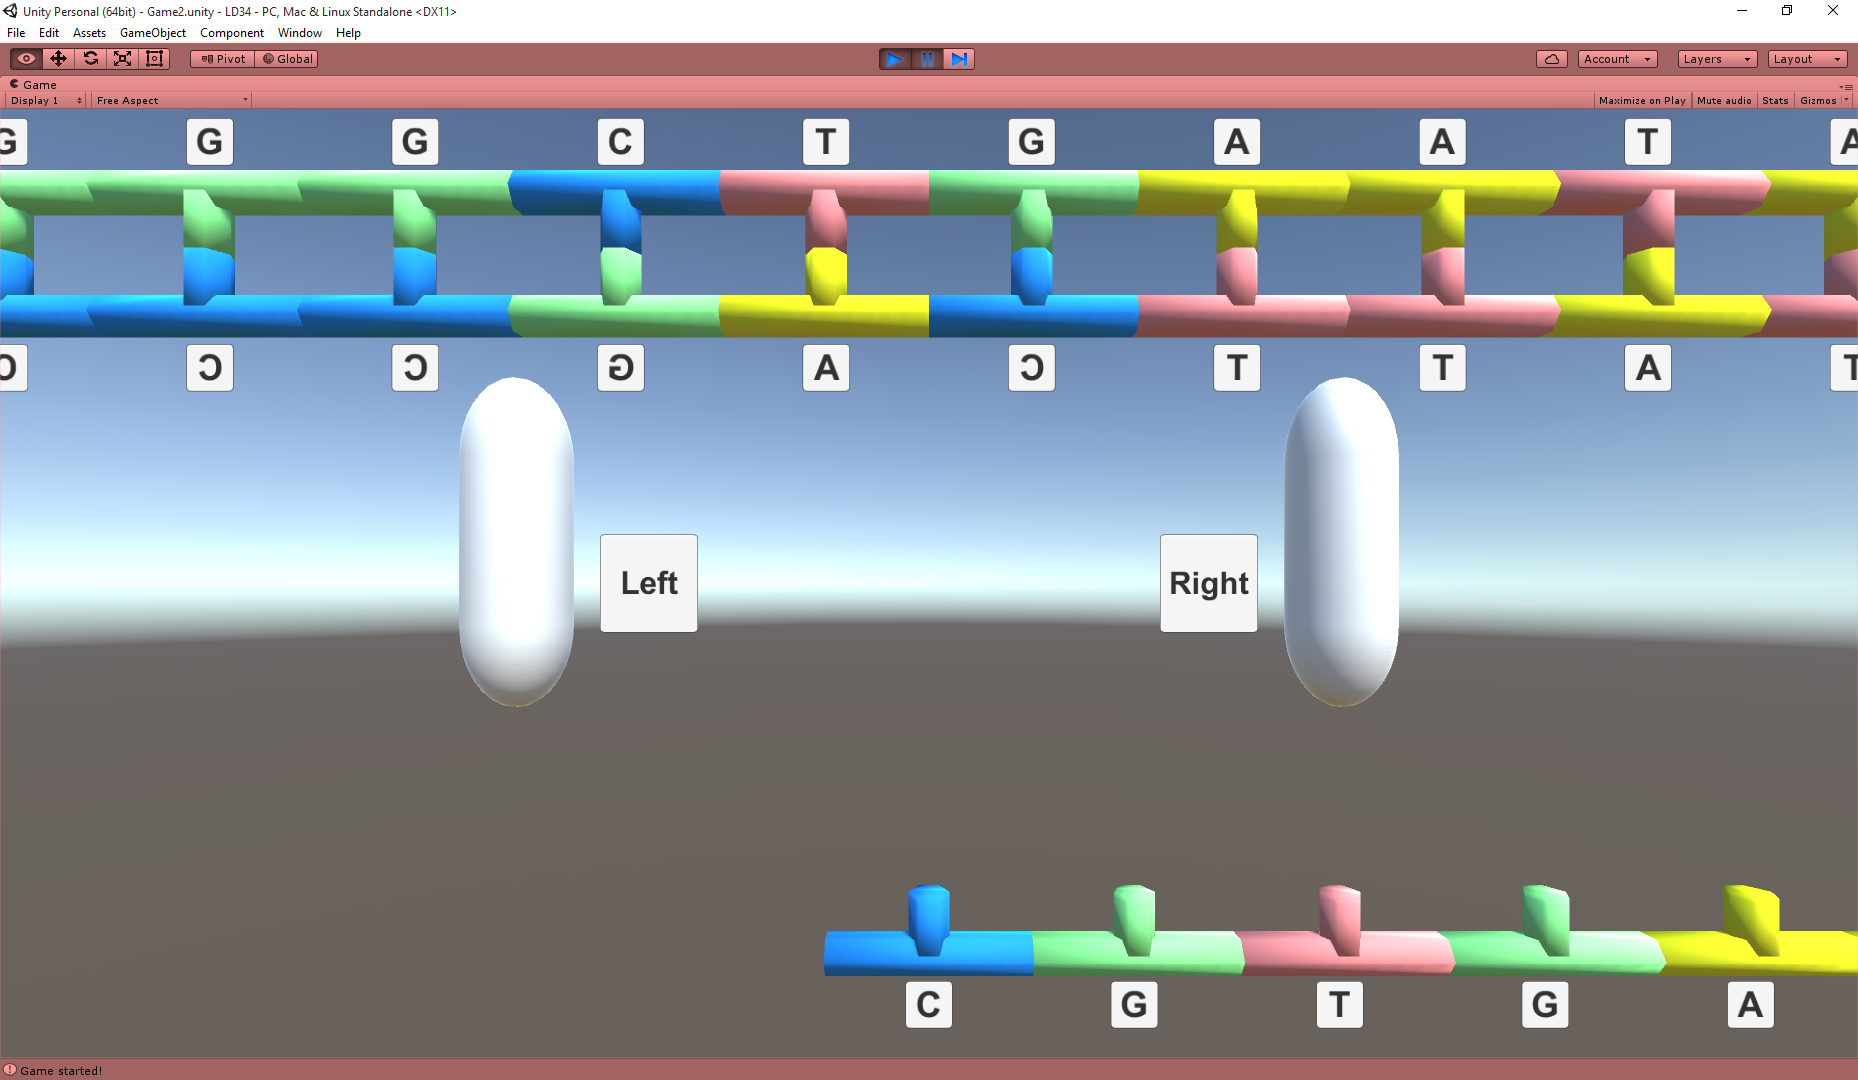 Unity Personal (64bit) - Game2.unity - LD34 - PC, Mac & Linux Standalone <DX11>
File Edit Assets GameObject Component Window Help
Pivot Global Account Layers Layout
Game
Display 1 Free Aspect Maximize on Play Mute audio Stats Gizmos
G G G C T G A A T A
C C C G A C T T A T
Left Right
C G T G A
Game started!